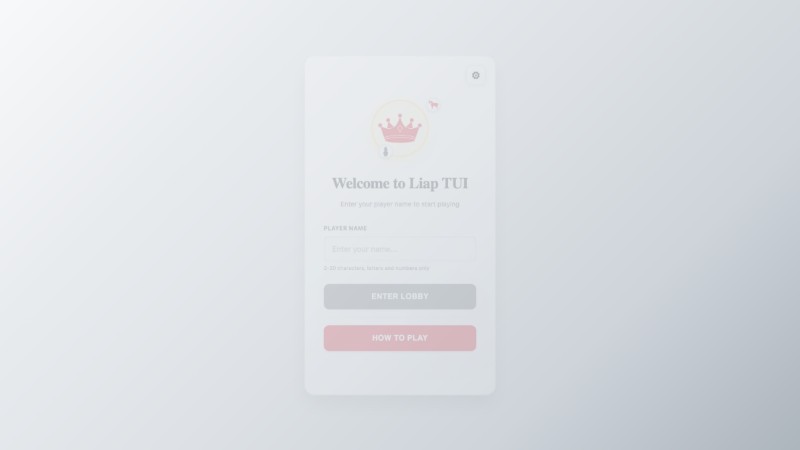 Welcome to Liap TUI
Enter your player name to start playing
PLAYER NAME
Enter your name...
2-20 characters, letters and numbers only
ENTER LOBBY
HOW TO PLAY